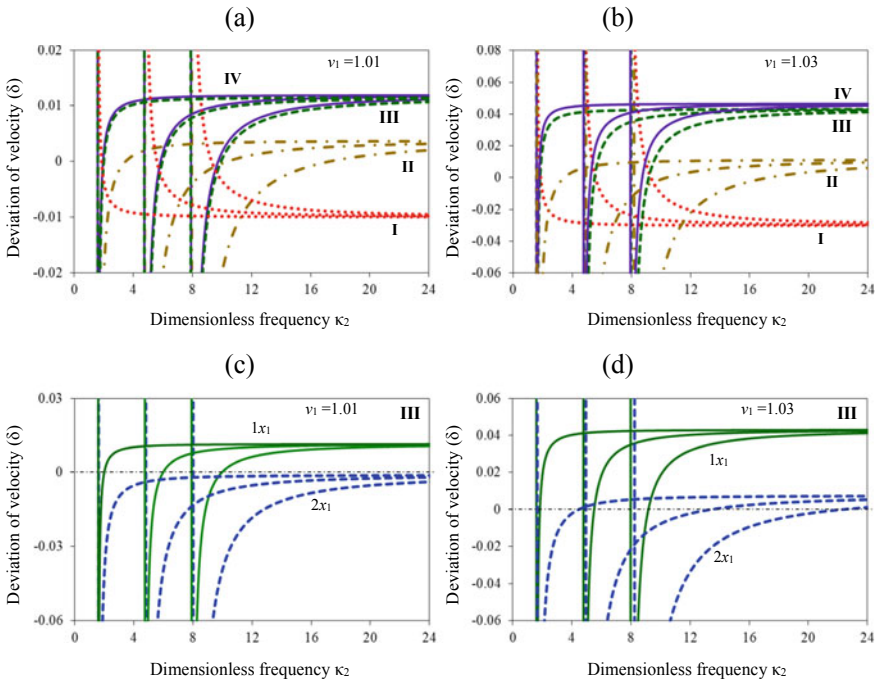 (a)
0.02
0.01
0
-0.01
-0.02
0 4 8 12 16 20 24
Deviation of velocity (δ)
Dimensionless frequency κ2
v1 =1.01
IV
III
II
I
(b)
0.08
0.06
0.04
0.02
0
-0.02
-0.04
-0.06
0 4 8 12 16 20 24
Deviation of velocity (δ)
Dimensionless frequency κ2
v1 =1.03
IV
III
II
I
(c)
0.03
0
-0.03
-0.06
0 4 8 12 16 20 24
Deviation of velocity (δ)
Dimensionless frequency κ2
v1 =1.01
III
1x1
2x1
(d)
0.06
0.04
0.02
0
-0.02
-0.04
-0.06
0 4 8 12 16 20 24
Deviation of velocity (δ)
Dimensionless frequency κ2
v1 =1.03
III
1x1
2x1